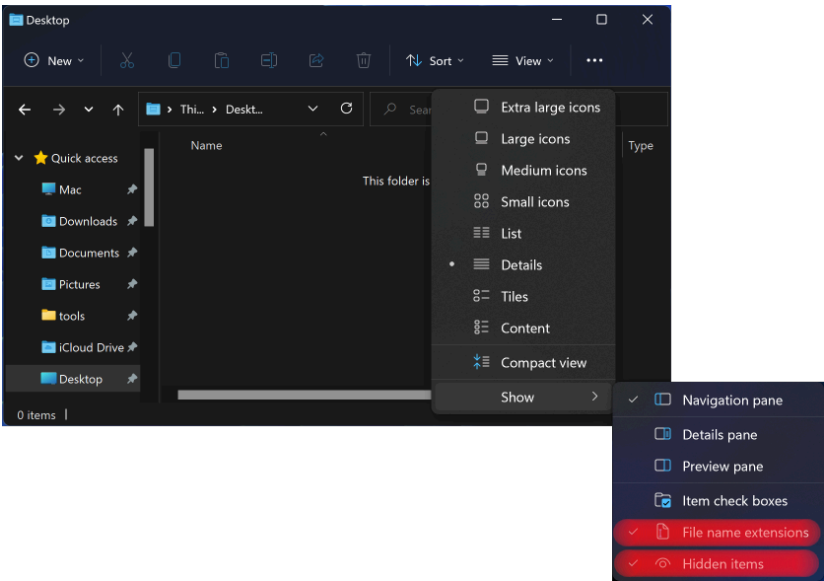 Desktop
New
Sort
View
Thi... > Deskt...
Sear
Name
Type
This folder is
Quick access
Mac
Downloads
Documents
Pictures
tools
iCloud Drive
Desktop
0 items
Extra large icons
Large icons
Medium icons
Small icons
List
Details
Tiles
Content
Compact view
Show
Navigation pane
Details pane
Preview pane
Item check boxes
File name extensions
Hidden items